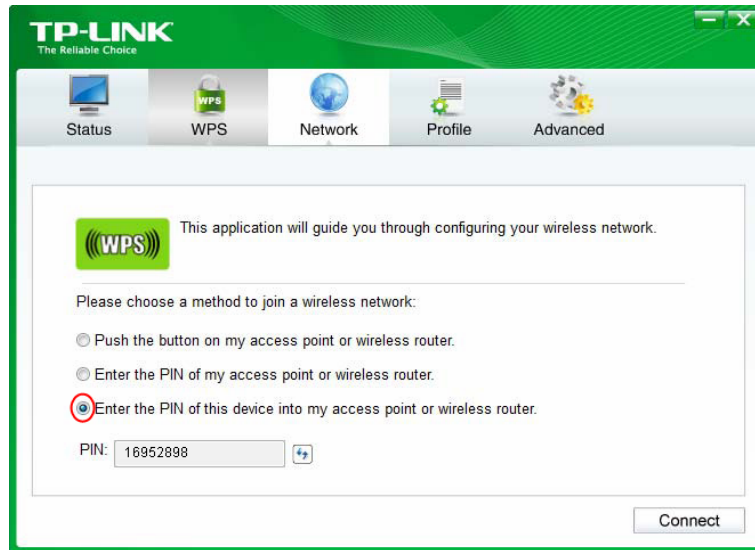 TP-LINK
The Reliable Choice
Status WPS Network Profile Advanced
WPS
This application will guide you through configuring your wireless network.
WPS
Please choose a method to join a wireless network:
Push the button on my access point or wireless router.
Enter the PIN of my access point or wireless router.
Enter the PIN of this device into my access point or wireless router.
PIN: 16952898
Connect